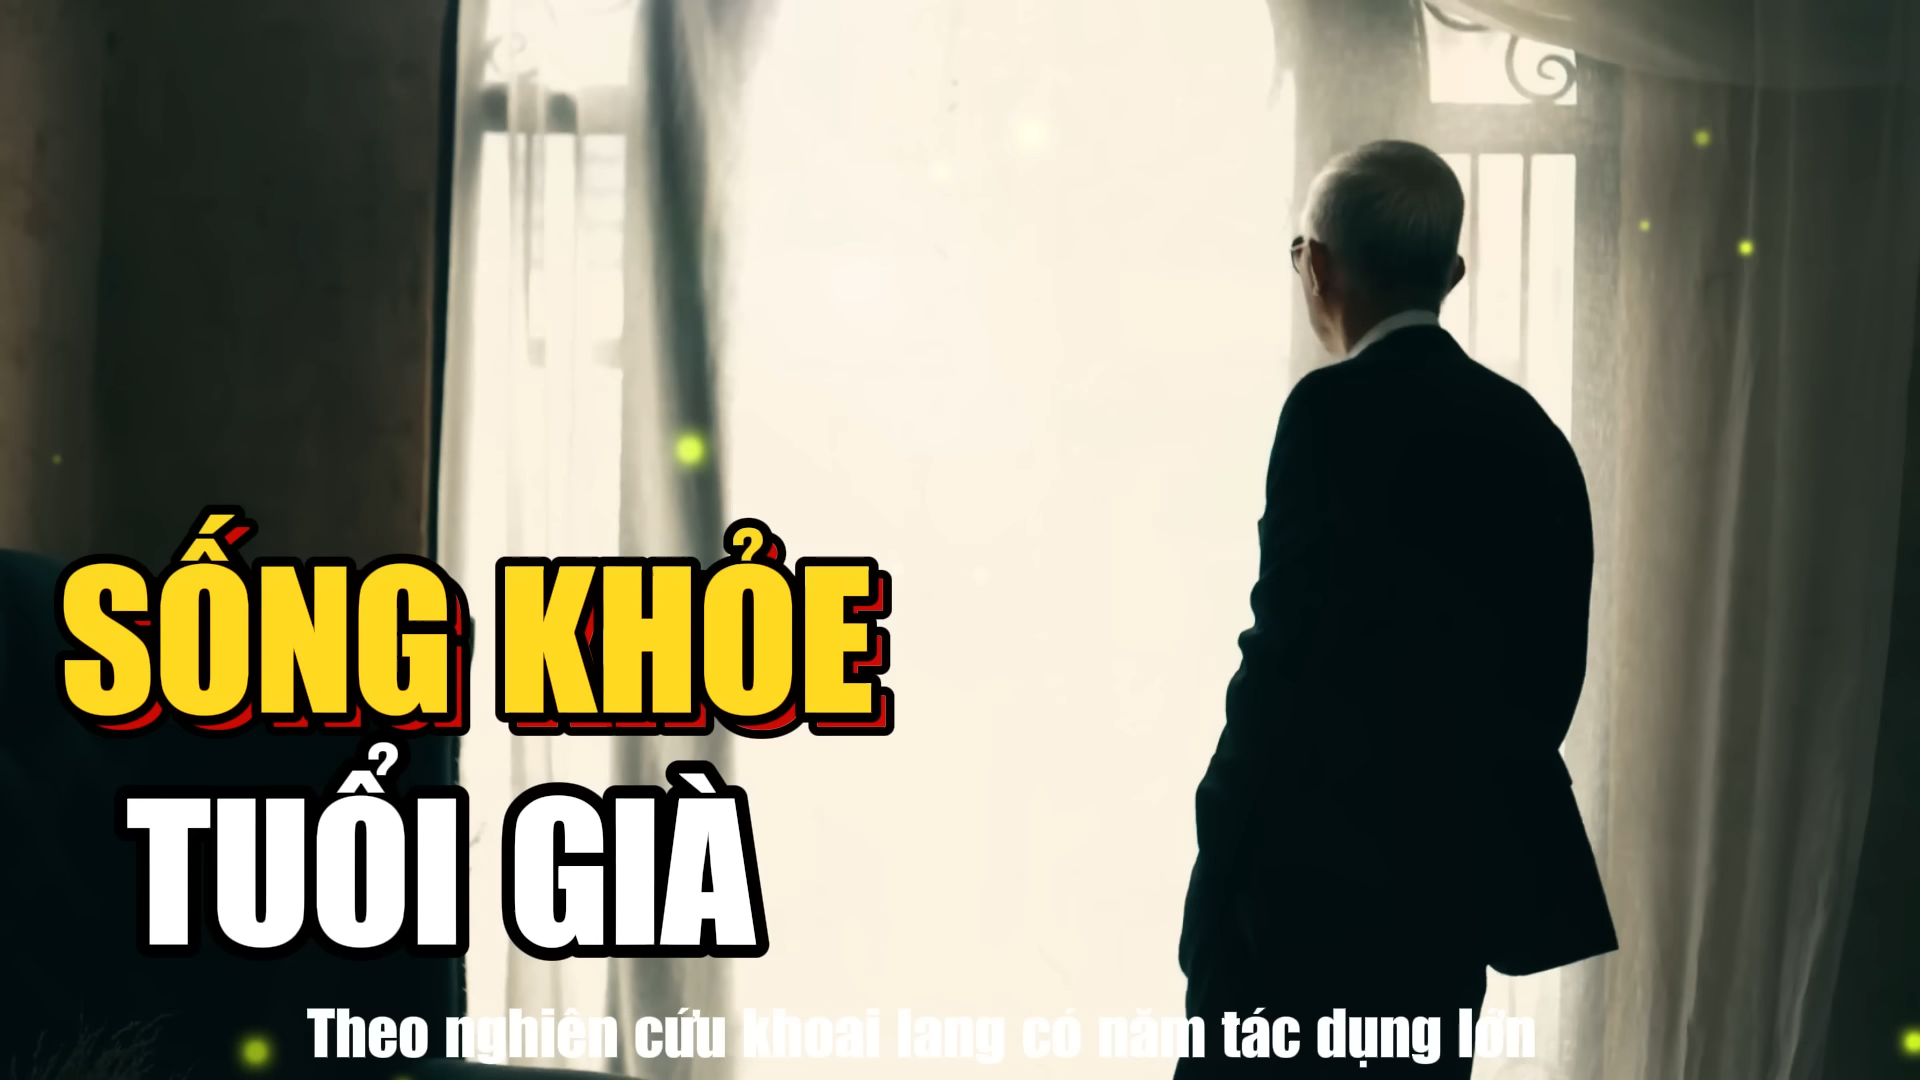 SỐNG KHỎE
TUỔI GIÀ
Theo nghiên cứu khoai lang có năm tác dụng lớn